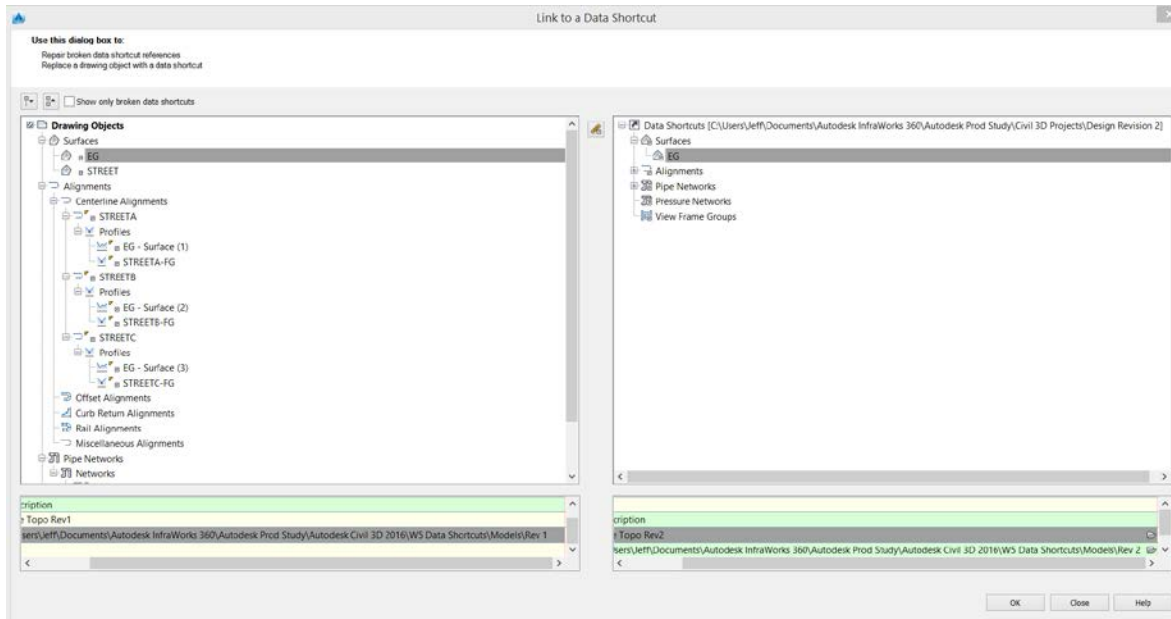 Link to a Data Shortcut
Use this dialog box to:
Repair broken data shortcut references
Replace a drawing object with a data shortcut
Show only broken data shortcuts
Drawing Objects
Surfaces
EG
STREET
Alignments
Centerline Alignments
STREETA
Profiles
EG - Surface (1)
STREETA-FG
STREETB
Profiles
EG - Surface (2)
STREETB-FG
STREETC
Profiles
EG - Surface (3)
STREETC-FG
Offset Alignments
Curb Return Alignments
Rail Alignments
Miscellaneous Alignments
Pipe Networks
Networks
cription
Topo Rev1
sers\Jeff\Documents\Autodesk InfraWorks 360\Autodesk Prod Study\Autodesk Civil 3D 2016\W5 Data Shortcuts\Models\Rev 1
Data Shortcuts [C:\Users\Jeff\Documents\Autodesk InfraWorks 360\Autodesk Prod Study\Civil 3D Projects\Design Revision 2]
Surfaces
EG
Alignments
Pipe Networks
Pressure Networks
View Frame Groups
cription
Topo Rev2
sers\Jeff\Documents\Autodesk InfraWorks 360\Autodesk Prod Study\Autodesk Civil 3D 2016\W5 Data Shortcuts\Models\Rev 2
OK
Close
Help